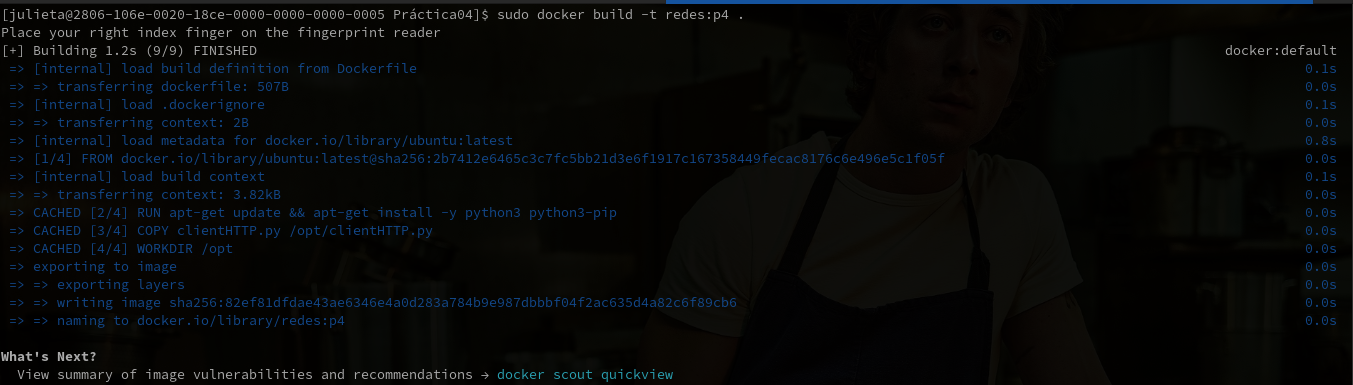 [julieta@2806-106e-0020-18ce-0000-0000-0000-0005 Práctica04]$ sudo docker build -t redes:p4 .
Place your right index finger on the fingerprint reader
[+] Building 1.2s (9/9) FINISHED docker:default
=> [internal] load build definition from Dockerfile 0.1s
=> => transferring dockerfile: 507B 0.0s
=> [internal] load .dockerignore 0.1s
=> => transferring context: 2B 0.0s
=> [internal] load metadata for docker.io/library/ubuntu:latest 0.8s
=> [1/4] FROM docker.io/library/ubuntu:latest@sha256:2b7412e6465c3c7fc5bb21d3e6f1917c167358449fecac8176c6e496e5c1f05f 0.0s
=> [internal] load build context 0.1s
=> => transferring context: 3.82kB 0.0s
=> CACHED [2/4] RUN apt-get update && apt-get install -y python3 python3-pip 0.0s
=> CACHED [3/4] COPY clientHTTP.py /opt/clientHTTP.py 0.0s
=> CACHED [4/4] WORKDIR /opt 0.0s
=> exporting to image 0.0s
=> => exporting layers 0.0s
=> => writing image sha256:82ef81dfdae43ae6346e4a0d283a784b9e987dbbbf04f2ac635d4a82c6f89cb6 0.0s
=> => naming to docker.io/library/redes:p4 0.0s
What's Next?
View summary of image vulnerabilities and recommendations → docker scout quickview